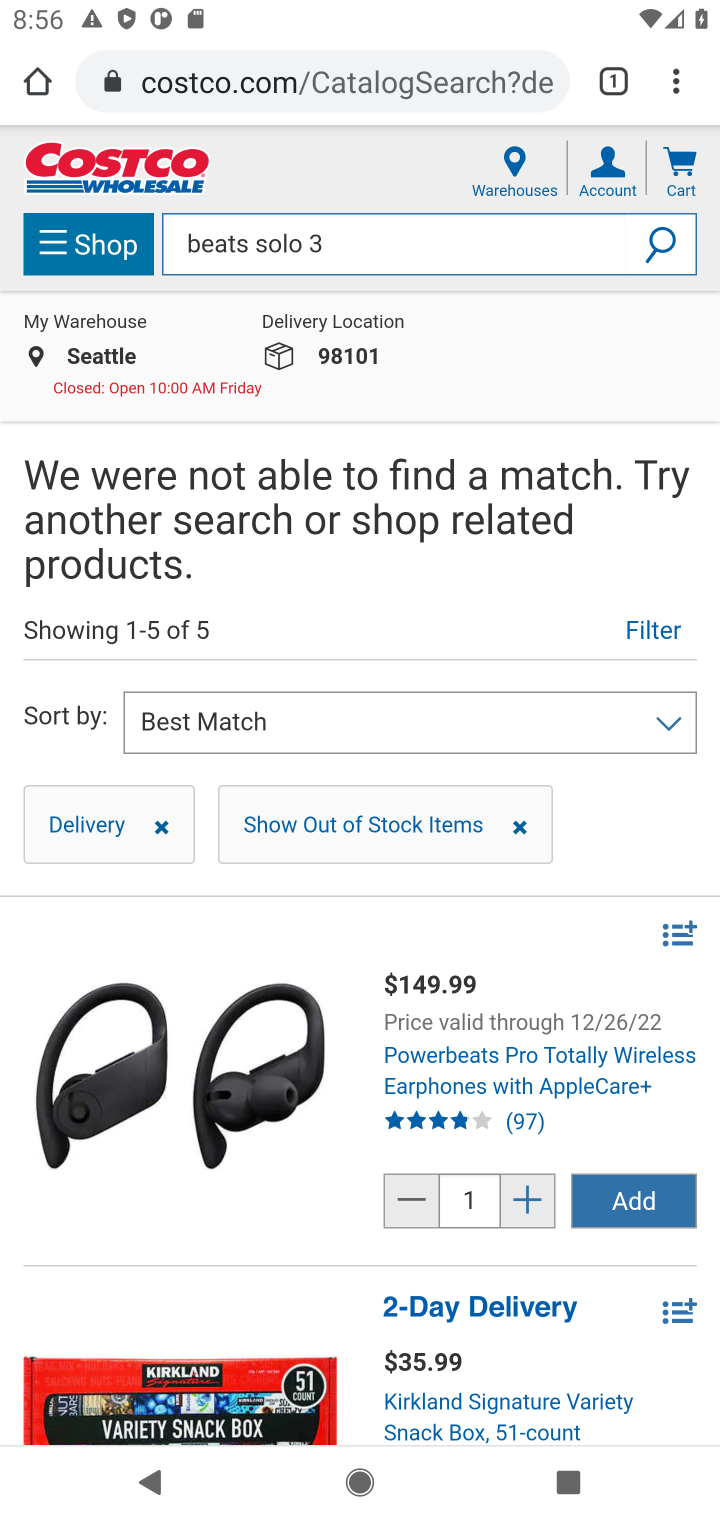 8:56
costco.com/CatalogSearch?de
1
COSTCO
WHOLESALE
Warehouses
Account
Cart
Shop
beats solo 3
My Warehouse
Delivery Location
Seattle
98101
Closed: Open 10:00 AM Friday
We were not able to find a match. Try
another search or shop related
products.
Showing 1-5 of 5
Filter
Sort by:
Best Match
Delivery
Show Out of Stock Items
$149.99
Price valid through 12/26/22
Powerbeats Pro Totally Wireless
Earphones with AppleCare+
(97)
1
Add
2-Day Delivery
$35.99
Kirkland Signature Variety
Snack Box, 51-count
KIRKLAND
Signature
51
COUNT
VARIETY SNACK BOX